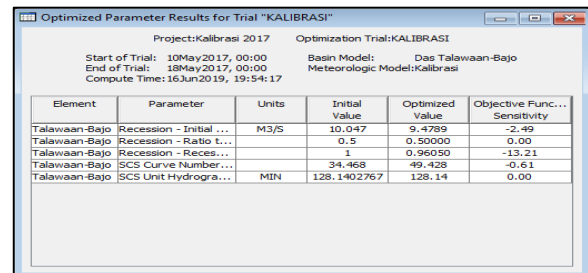 Optimized Parameter Results for Trial "KALIBRASI"
Project:Kalibrasi 2017 Optimization Trial:KALIBRASI
Start of Trial: 10May2017, 00:00 Basin Model: Das Talawaan-Bajo
End of Trial: 18May2017, 00:00 Meteorologic Model:Kalibrasi
Compute Time:16Jun2019, 19:54:17
Element Parameter Units Initial Value Optimized Value Objective Func... Sensitivity
Talawaan-Bajo Recession - Initial ... M3/S 10.047 9.4789 -2.49
Talawaan-Bajo Recession - Ratio t... 0.5 0.50000 0.00
Talawaan-Bajo Recession - Reces... 1 0.96050 -13.21
Talawaan-Bajo SCS Curve Number... 34.468 49.428 -0.61
Talawaan-Bajo SCS Unit Hydrogra... MIN 128.1402767 128.14 0.00